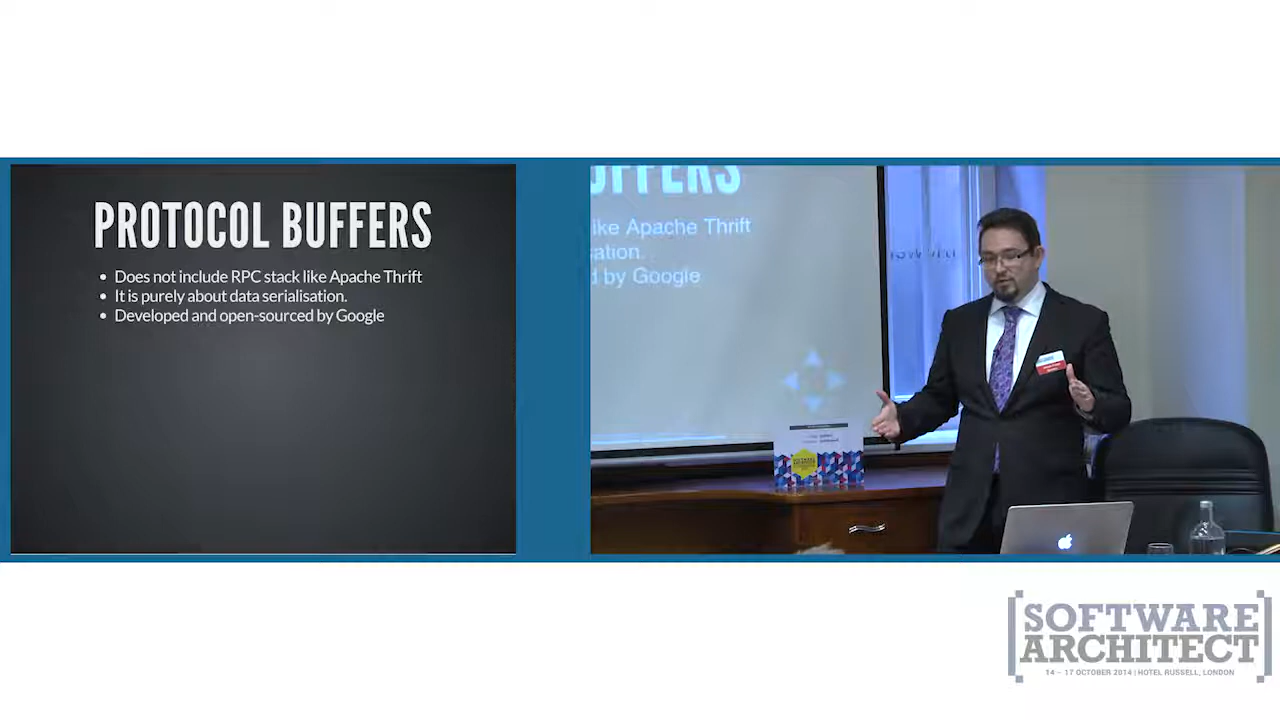 PROTOCOL BUFFERS
Does not include RPC stack like Apache Thrift
It is purely about data serialisation.
Developed and open-sourced by Google
UFFERS
like Apache Thrift
sation.
d by Google
SOFTWARE
ARCHITECT
14 – 17 OCTOBER 2014 | HOTEL RUSSELL, LONDON